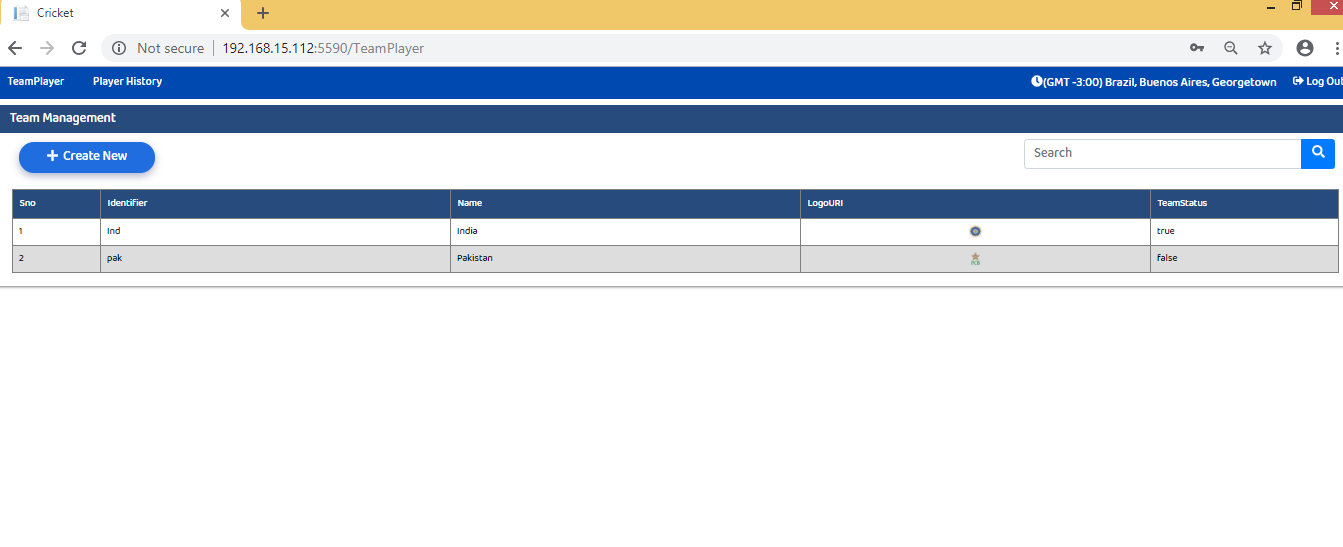 Cricket
Not secure 192.168.15.112:5590/TeamPlayer
TeamPlayer Player History (GMT -3:00) Brazil, Buenos Aires, Georgetown Log Out
Team Management
Create New Search
Sno Identifier Name LogoURI TeamStatus
1 Ind India true
2 pak Pakistan false